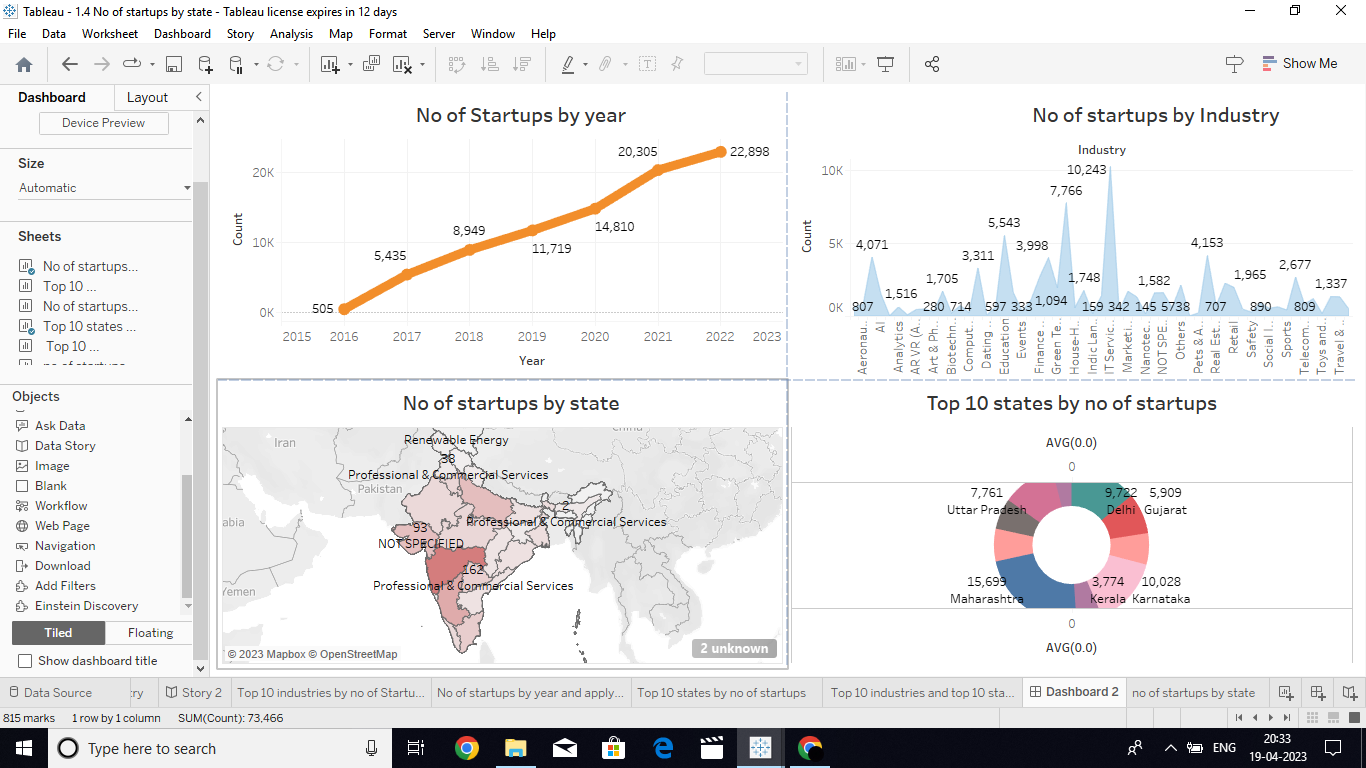 Tableau - 1.4 No of startups by state - Tableau license expires in 12 days
File Data Worksheet Dashboard Story Analysis Map Format Server Window Help
Show Me
Dashboard Layout
Device Preview
Size
Automatic
Sheets
No of startups...
Top 10 ...
No of startups...
Top 10 states ...
Top 10 ...
Objects
Ask Data
Data Story
Image
Blank
Workflow
Web Page
Navigation
Download
Add Filters
Einstein Discovery
Tiled Floating
Show dashboard title
No of Startups by year
Count
20K
10K
0K
505
5,435
8,949
11,719
14,810
20,305
22,898
2015 2016 2017 2018 2019 2020 2021 2022 2023
Year
No of startups by Industry
Industry
Count
10K
5K
0K
10,243
7,766
5,543
4,071
3,998
4,153
3,311
2,677
1,705
1,748
1,582
1,965
1,516
1,337
1,094
807 280 714 597 333 159 342 145 5738 707 890 809
Aeronau..
AI
Analytics
AR VR (A..
Art & Ph..
Biotechn..
Comput..
Dating ..
Education
Events
Finance ..
Green Te..
House-H..
Indic Lan..
IT Servic..
Marketi..
Nanotec..
NOT SPE..
Others
Pets & A..
Real Est..
Retail
Safety
Social I..
Sports
Telecom..
Toys and..
Travel & ..
No of startups by state
Iran
China
Pakistan
abia
Yemen
Renewable Energy
38
Professional & Commercial Services
2
Professional & Commercial Services
93
NOT SPECIFIED
162
Professional & Commercial Services
© 2023 Mapbox © OpenStreetMap
2 unknown
Top 10 states by no of startups
AVG(0.0)
0
7,761
Uttar Pradesh
9,722
Delhi
5,909
Gujarat
15,699
Maharashtra
3,774
Kerala
10,028
Karnataka
0
AVG(0.0)
Data Source ry Story 2 Top 10 industries by no of Startu... No of startups by year and apply... Top 10 states by no of startups Top 10 industries and top 10 sta... Dashboard 2 no of startups by state
815 marks 1 row by 1 column SUM(Count): 73,466
Type here to search
ENG
20:33
19-04-2023